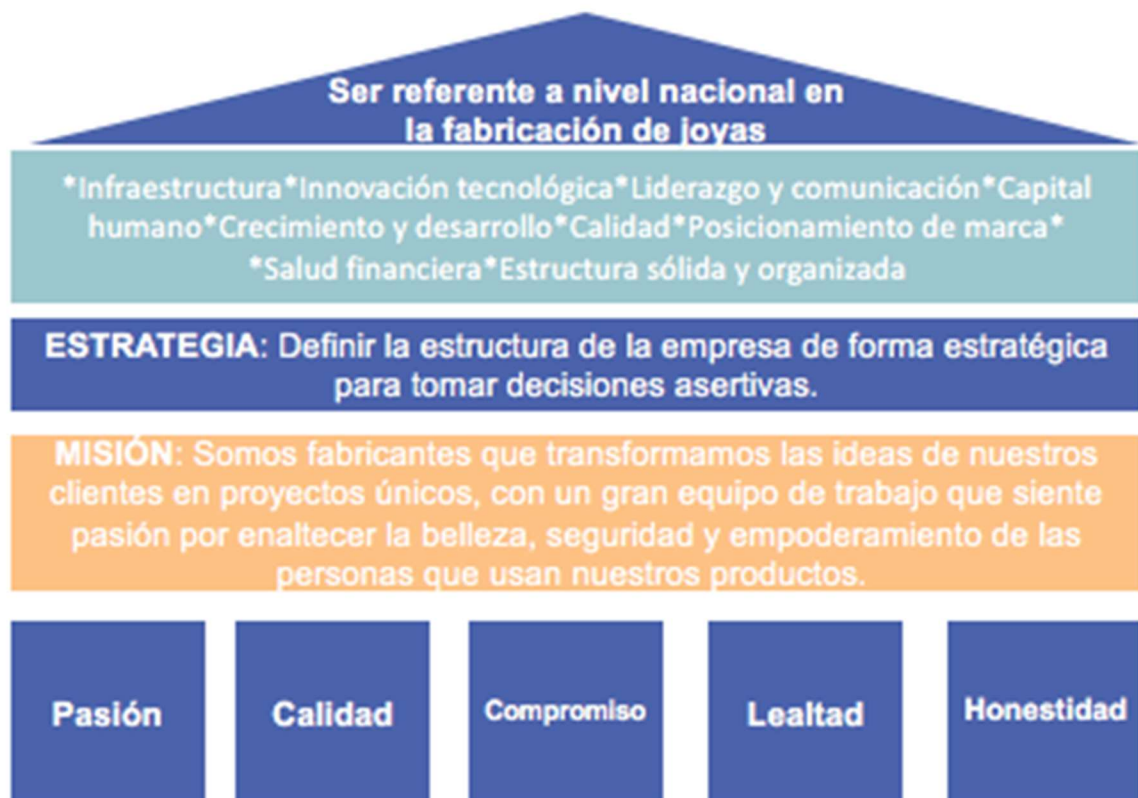 Ser referente a nivel nacional en
la fabricación de joyas
*Infraestructura*Innovación tecnológica*Liderazgo y comunicación*Capital
humano*Crecimiento y desarrollo*Calidad*Posicionamiento de marca*
*Salud financiera*Estructura sólida y organizada
ESTRATEGIA: Definir la estructura de la empresa de forma estratégica
para tomar decisiones asertivas.
MISIÓN: Somos fabricantes que transformamos las ideas de nuestros
clientes en proyectos únicos, con un gran equipo de trabajo que siente
pasión por enaltecer la belleza, seguridad y empoderamiento de las
personas que usan nuestros productos.
Pasión
Calidad
Compromiso
Lealtad
Honestidad